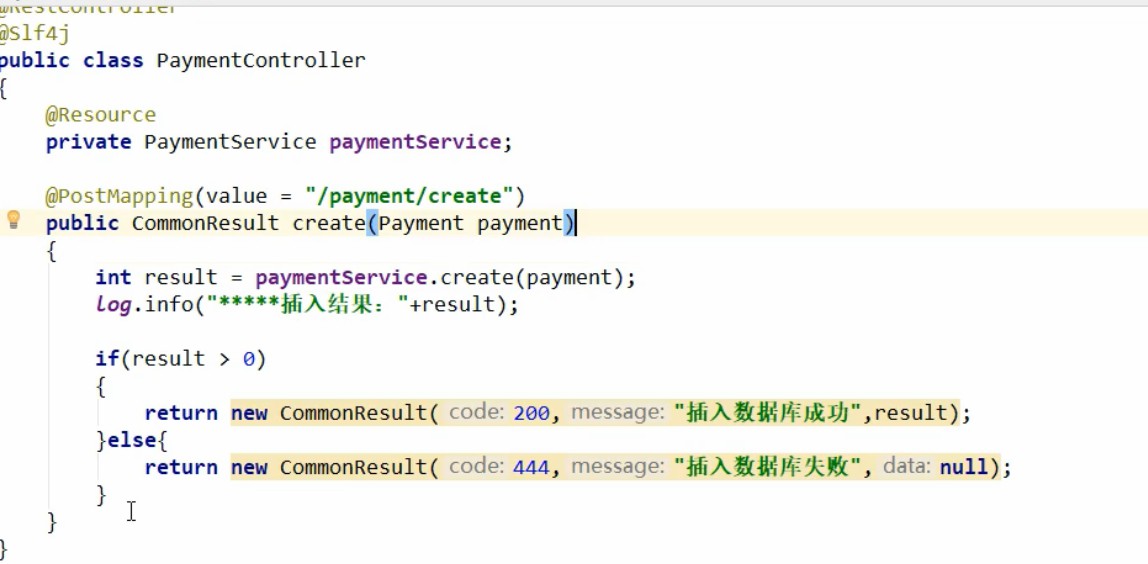 @RestController
@Slf4j
public class PaymentController
{
@Resource
private PaymentService paymentService;
@PostMapping(value = "/payment/create")
public CommonResult create(Payment payment)
{
int result = paymentService.create(payment);
log.info("*****插入结果："+result);
if(result > 0)
{
return new CommonResult( code: 200, message: "插入数据库成功",result);
}else{
return new CommonResult( code: 444, message: "插入数据库失败", data: null);
}
}
}